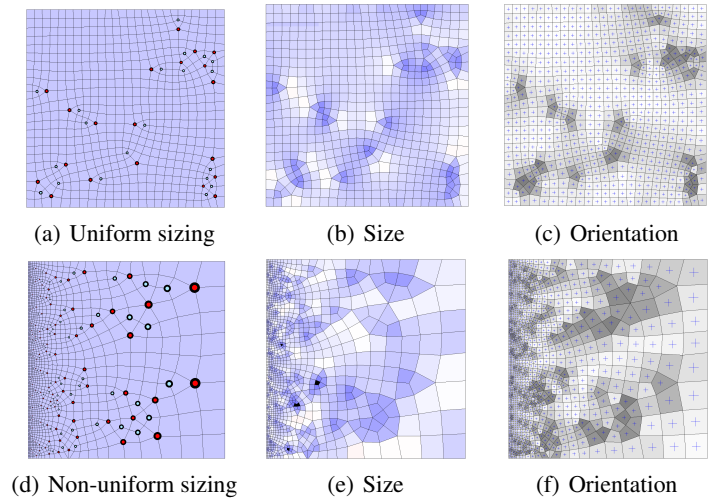 (a) Uniform sizing
(b) Size
(c) Orientation
(d) Non-uniform sizing
(e) Size
(f) Orientation